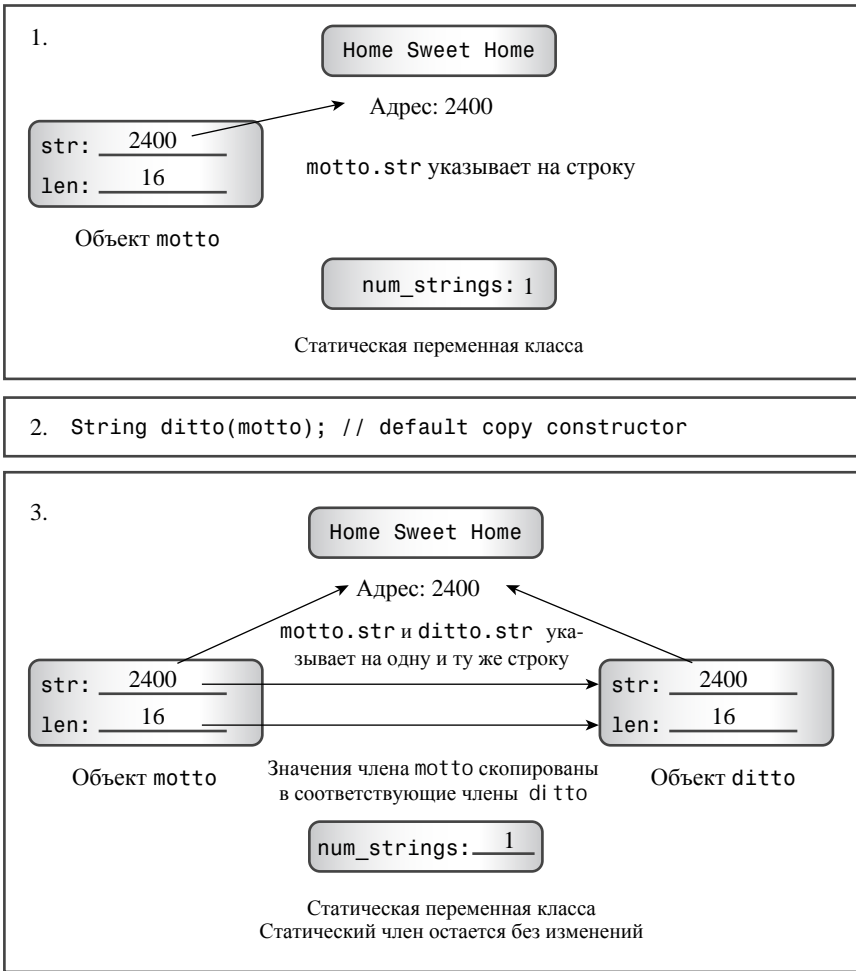 1.
Home Sweet Home
Адрес: 2400
str: 2400
len: 16
motto.str указывает на строку
Объект motto
num_strings: 1
Статическая переменная класса
2. String ditto(motto); // default copy constructor
3.
Home Sweet Home
Адрес: 2400
motto.str и ditto.str ука-
зывает на одну и ту же строку
str: 2400
len: 16
str: 2400
len: 16
Объект motto
Значения члена motto скопированы
в соответствующие члены ditto
Объект ditto
num_strings: 1
Статическая переменная класса
Статический член остается без изменений